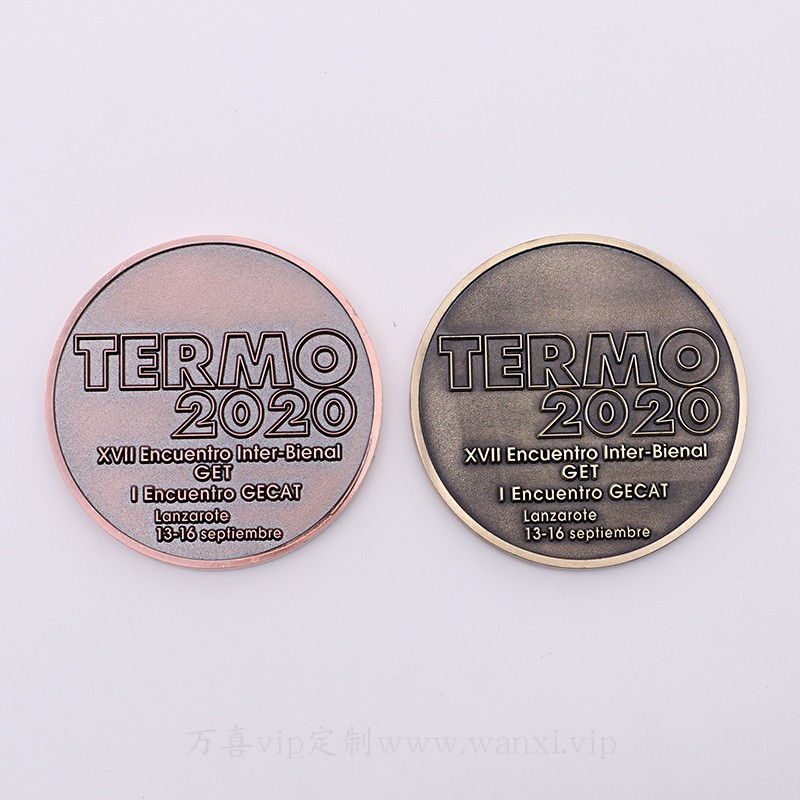 TERMO
2020
XVII Encuentro Inter-Bienal
GET
I Encuentro GECAT
Lanzarote
13-16 septiembre
TERMO
2020
XVII Encuentro Inter-Bienal
GET
I Encuentro GECAT
Lanzarote
13-16 septiembre
万喜vip定制www.wanxi.vip